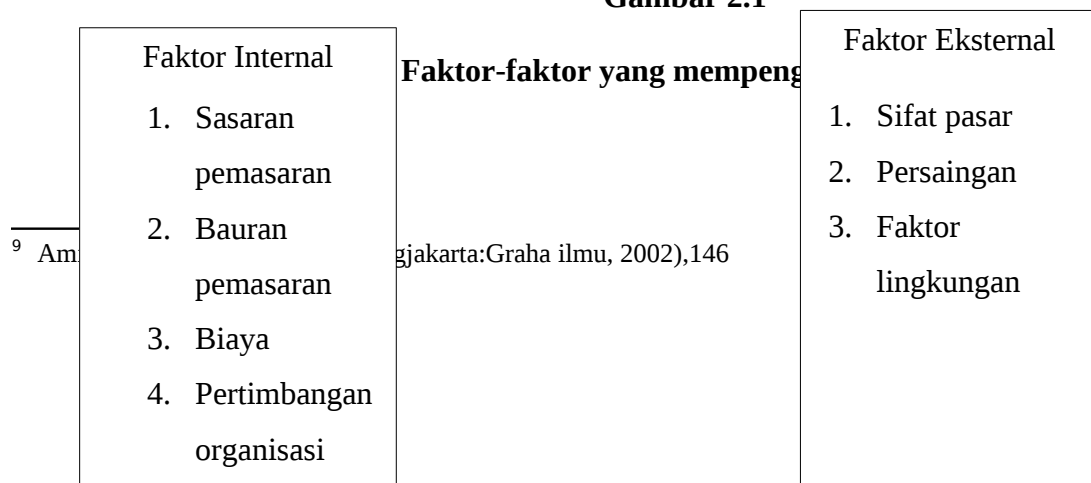 Gambar 2.1
Faktor-faktor yang mempeng
Faktor Internal
1. Sasaran
pemasaran
2. Bauran
pemasaran
3. Biaya
4. Pertimbangan
organisasi
Faktor Eksternal
1. Sifat pasar
2. Persaingan
3. Faktor
lingkungan
9 Am gjakarta:Graha ilmu, 2002),146